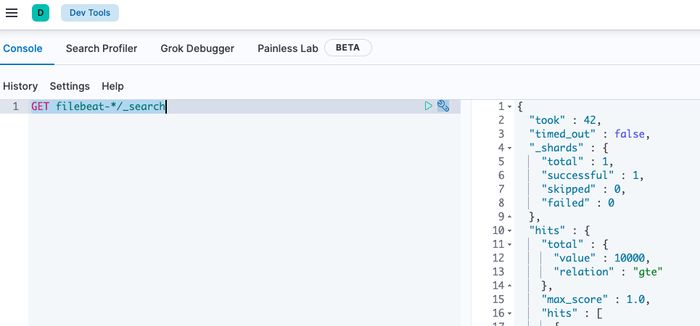 D Dev Tools
Console Search Profiler Grok Debugger Painless Lab BETA
History Settings Help
1 GET filebeat-*/_search
1 {
2 "took" : 42,
3 "timed_out" : false,
4 "_shards" : {
5 "total" : 1,
6 "successful" : 1,
7 "skipped" : 0,
8 "failed" : 0
9 },
10 "hits" : {
11 "total" : {
12 "value" : 10000,
13 "relation" : "gte"
14 },
15 "max_score" : 1.0,
16 "hits" : [
17 {